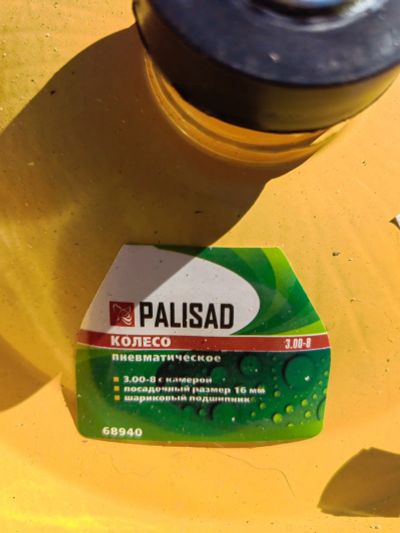 PALISAD
КОЛЕСО 3.00-8
пневматическое
3.00-8 с камерой
посадочный размер 16 мм
шариковый подшипник
68940